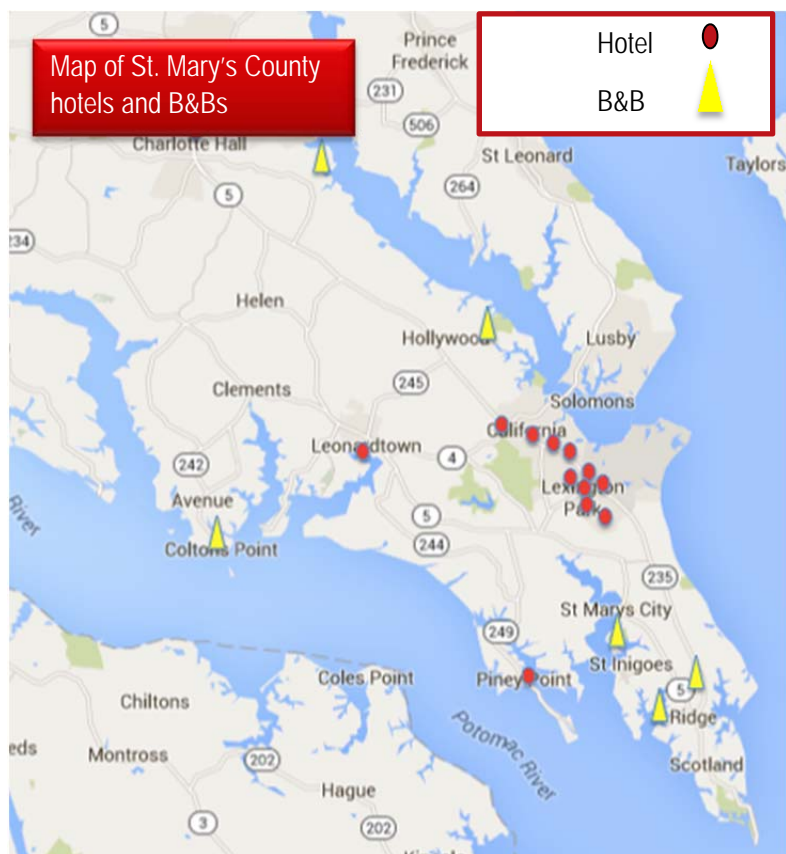 5
Prince
Frederick
Map of St. Mary's County
hotels and B&Bs
Hotel
B&B
231
506
Charlotte Hall
St Leonard
Taylors
5
264
234
Helen
Hollywood
Lusby
Clements
245
Solomons
California
Leonardtown
4
242
Lexington
Park
Avenue
5
River
Coltons Point
244
235
St Marys City
249
St Inigoes
Coles Point
Piney Point
5
Ridge
Chiltons
Potomac River
eds
Montross
202
Scotland
Hague
3
202